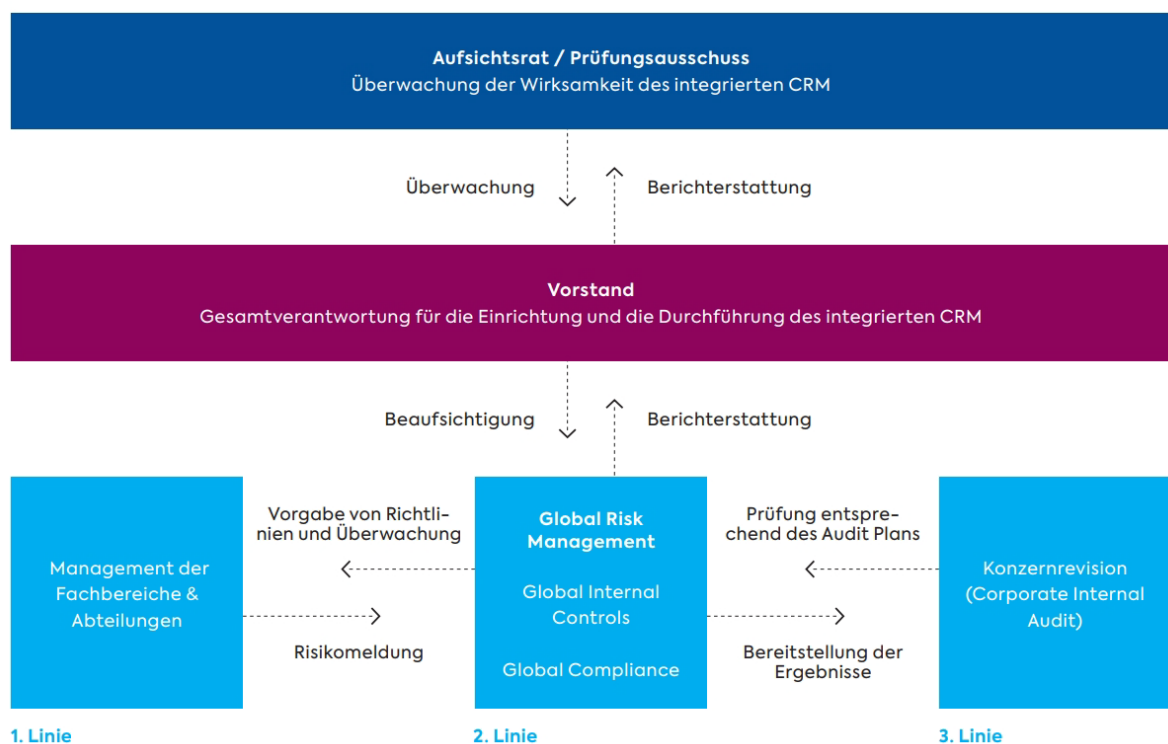 Aufsichtsrat / Prüfungsausschuss
Überwachung der Wirksamkeit des integrierten CRM
Überwachung
Berichterstattung
Vorstand
Gesamtverantwortung für die Einrichtung und die Durchführung des integrierten CRM
Beaufsichtigung
Berichterstattung
Management der
Fachbereiche &
Abteilungen
Vorgabe von Richtli-
nien und Überwachung
Risikomeldung
Global Risk
Management
Global Internal
Controls
Global Compliance
Prüfung entspre-
chend des Audit Plans
Bereitstellung der
Ergebnisse
Konzernrevision
(Corporate Internal
Audit)
1. Linie
2. Linie
3. Linie